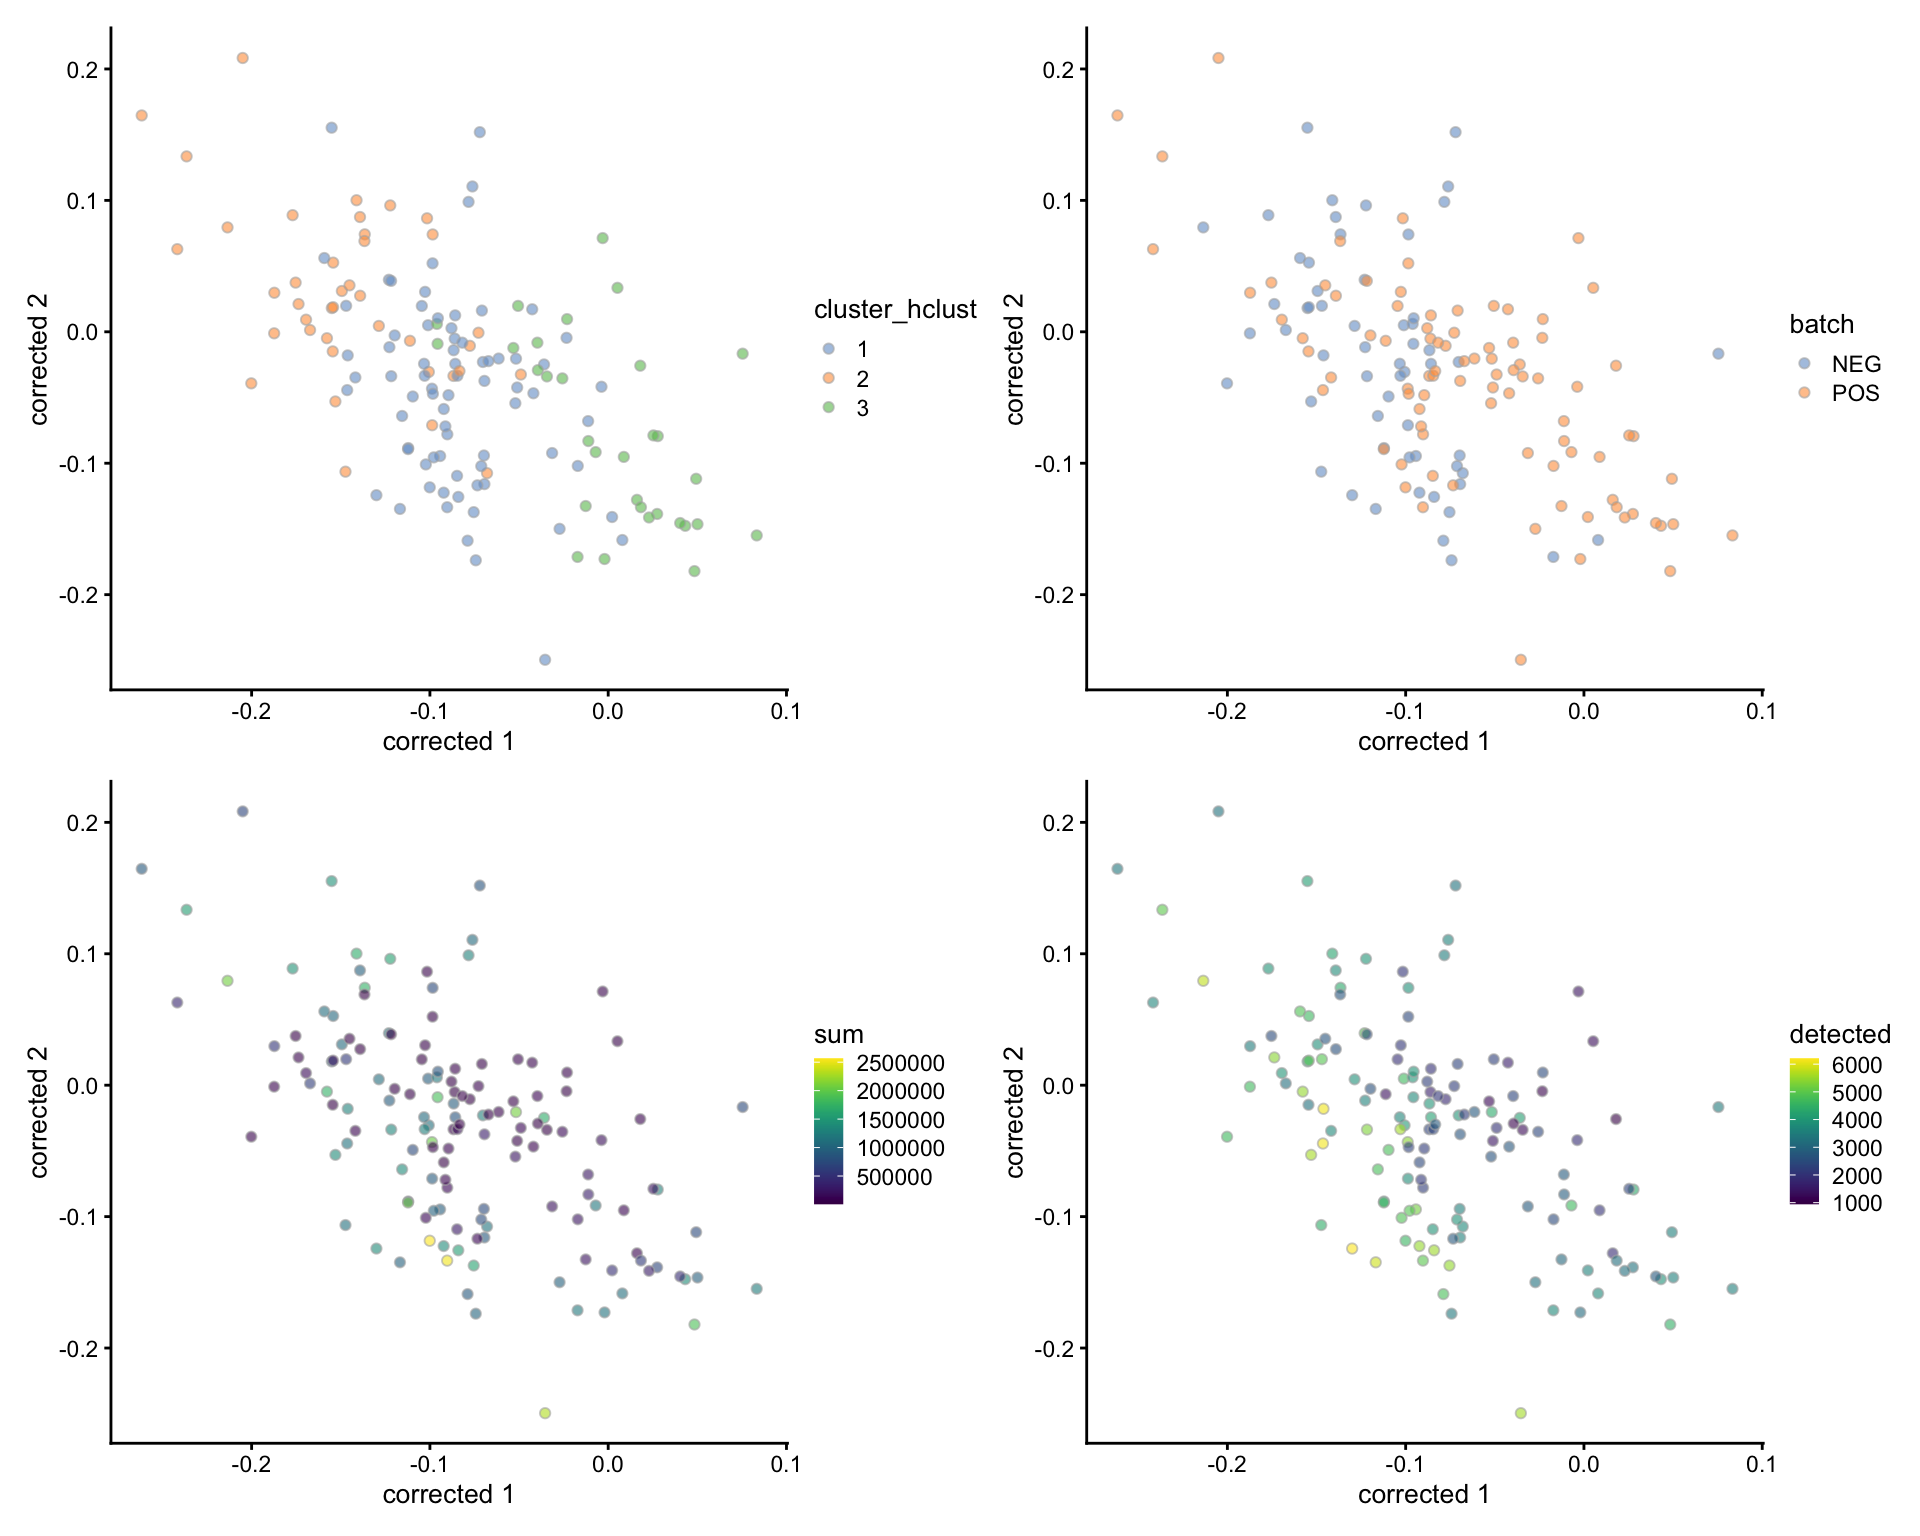 0.2
0.1
0.0
-0.1
-0.2
corrected 2
-0.2 -0.1 0.0 0.1
corrected 1
cluster_hclust
1
2
3
0.2
0.1
0.0
-0.1
-0.2
corrected 2
-0.2 -0.1 0.0 0.1
corrected 1
batch
NEG
POS
0.2
0.1
0.0
-0.1
-0.2
corrected 2
-0.2 -0.1 0.0 0.1
corrected 1
sum
2500000
2000000
1500000
1000000
500000
0.2
0.1
0.0
-0.1
-0.2
corrected 2
-0.2 -0.1 0.0 0.1
corrected 1
detected
6000
5000
4000
3000
2000
1000